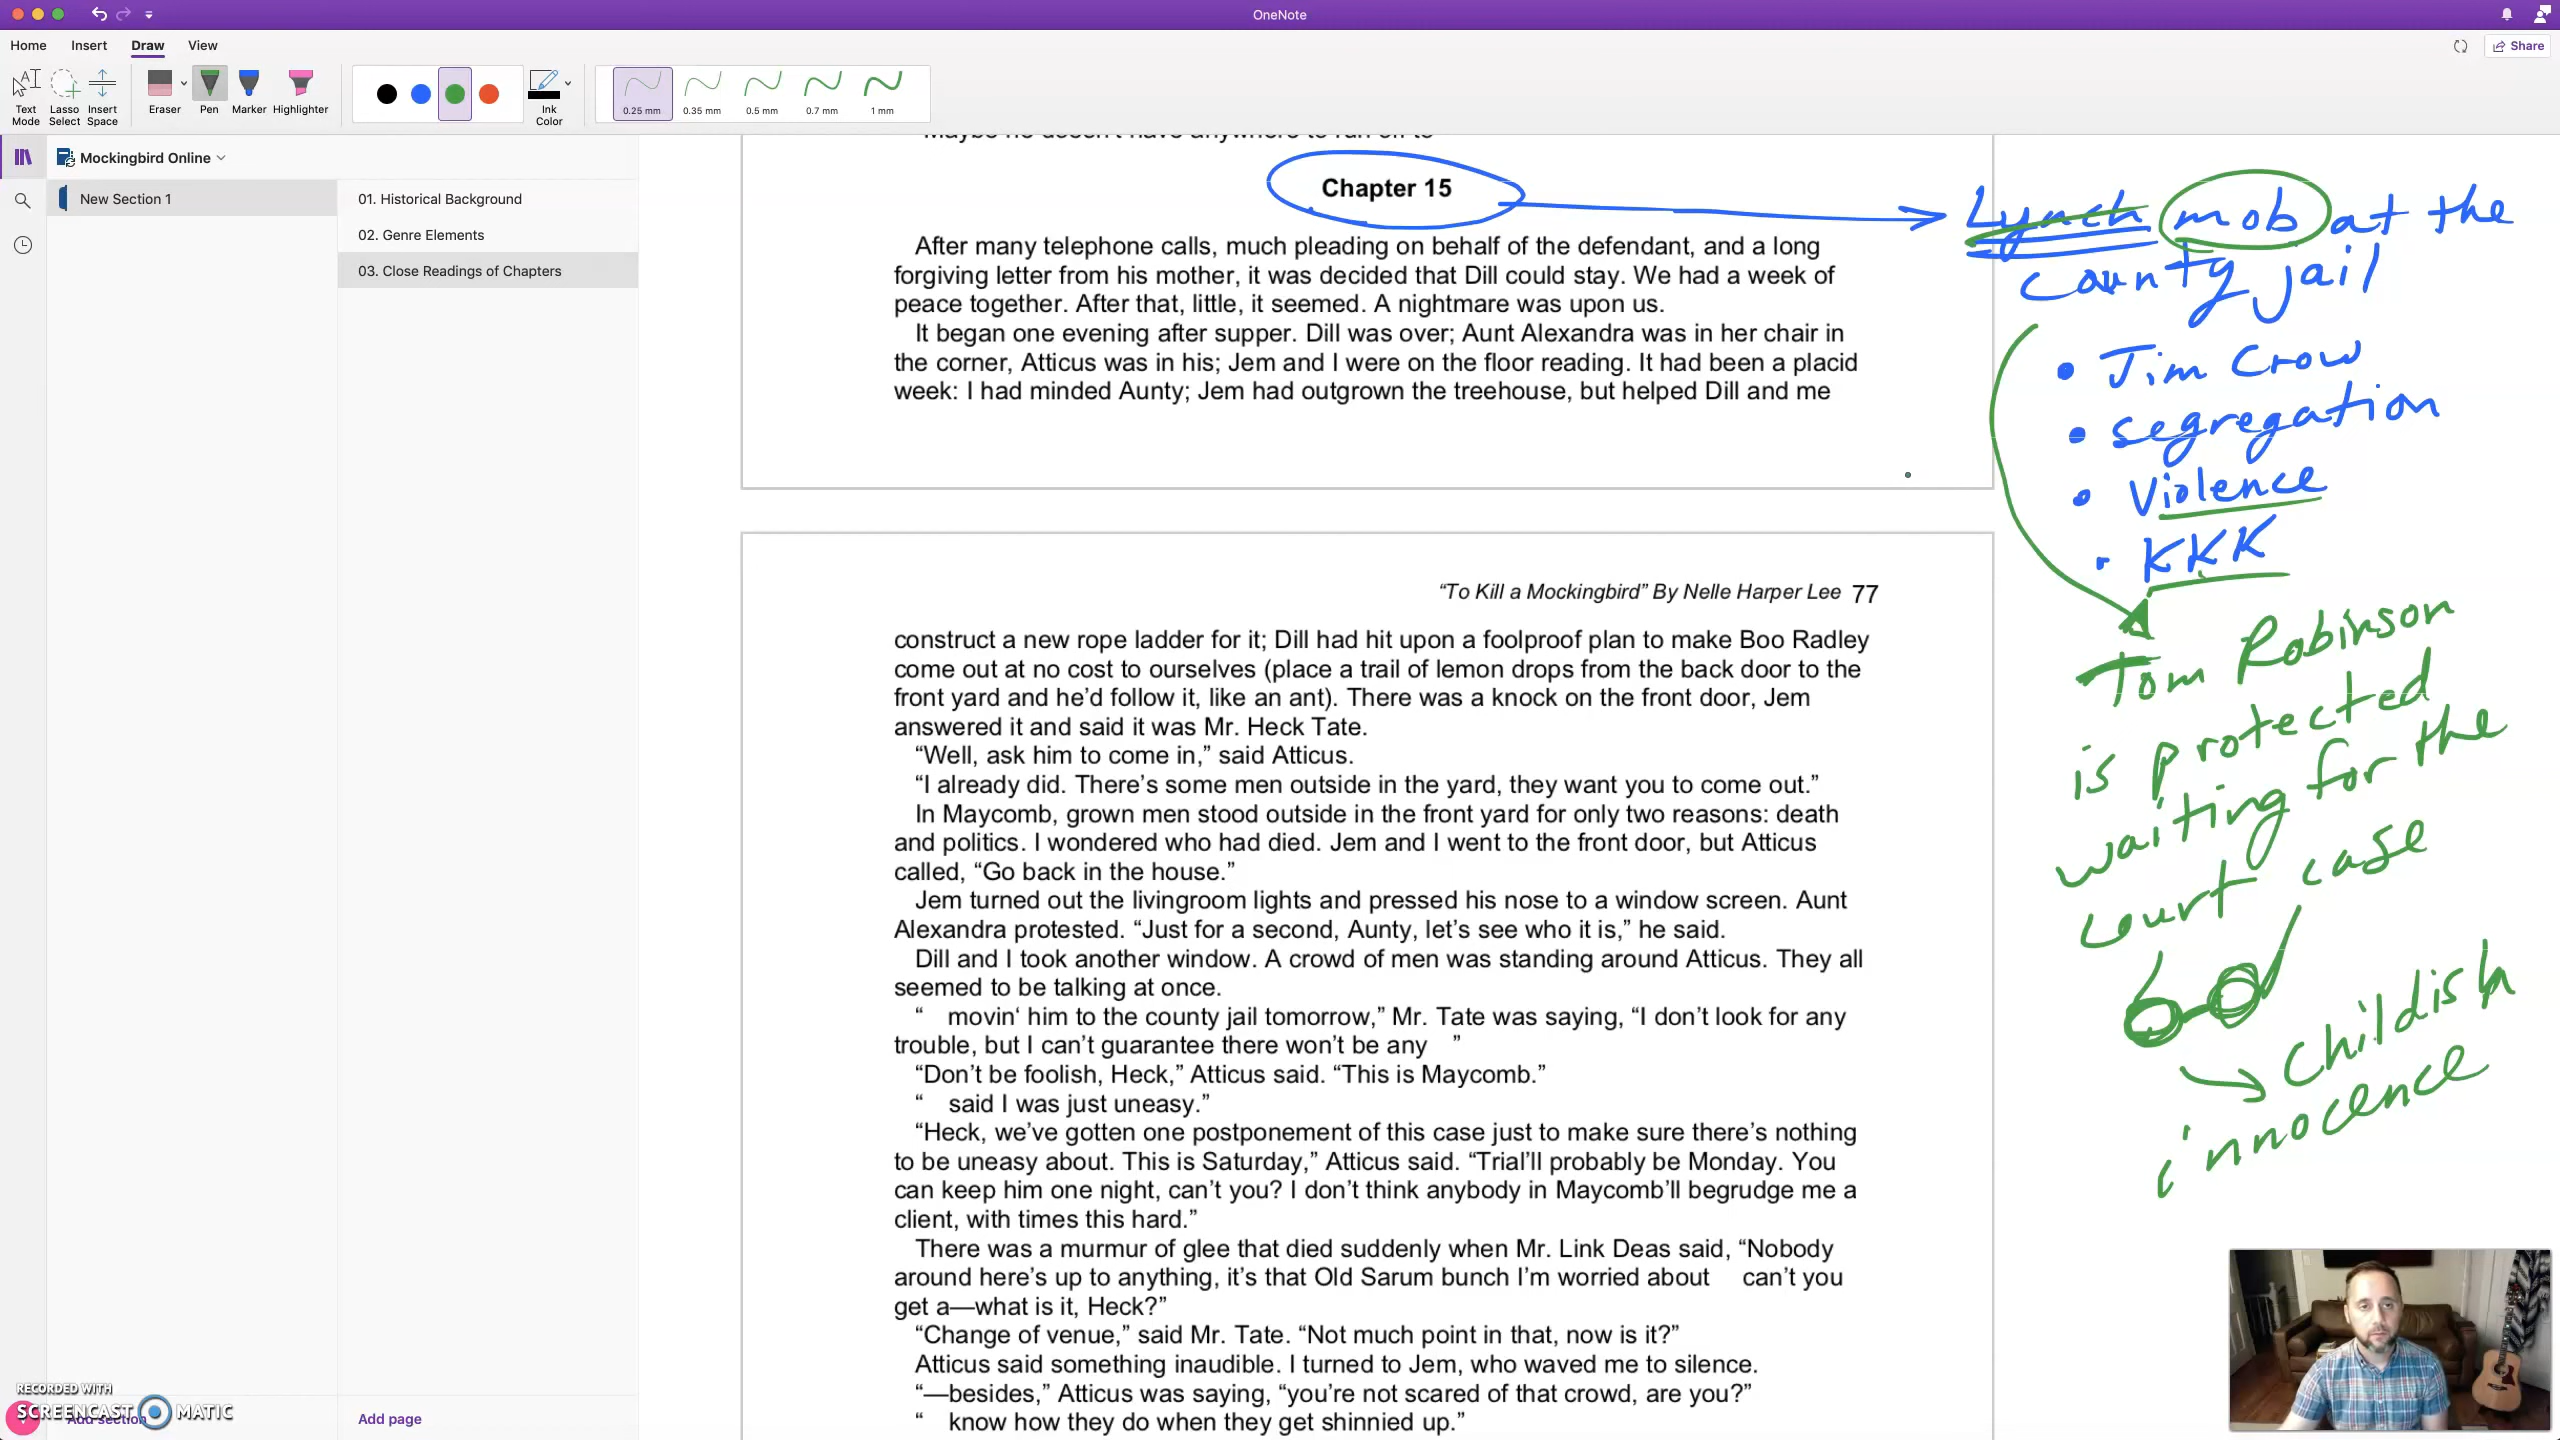 OneNote
Home Insert Draw View
Share
Text Mode
Lasso Select
Insert Space
Eraser
Pen
Marker
Highlighter
Ink Color
0.25 mm
0.35 mm
0.5 mm
0.7 mm
1 mm
Mockingbird Online
New Section 1
01. Historical Background
02. Genre Elements
03. Close Readings of Chapters
Add section
Add page
RECORDED WITH
SCREENCAST MATIC
“Maybe he doesn’t have anywhere to run off to
Chapter 15
After many telephone calls, much pleading on behalf of the defendant, and a long
forgiving letter from his mother, it was decided that Dill could stay. We had a week of
peace together. After that, little, it seemed. A nightmare was upon us.
It began one evening after supper. Dill was over; Aunt Alexandra was in her chair in
the corner, Atticus was in his; Jem and I were on the floor reading. It had been a placid
week: I had minded Aunty; Jem had outgrown the treehouse, but helped Dill and me
“To Kill a Mockingbird” By Nelle Harper Lee 77
construct a new rope ladder for it; Dill had hit upon a foolproof plan to make Boo Radley
come out at no cost to ourselves (place a trail of lemon drops from the back door to the
front yard and he’d follow it, like an ant). There was a knock on the front door, Jem
answered it and said it was Mr. Heck Tate.
“Well, ask him to come in,” said Atticus.
“I already did. There’s some men outside in the yard, they want you to come out.”
In Maycomb, grown men stood outside in the front yard for only two reasons: death
and politics. I wondered who had died. Jem and I went to the front door, but Atticus
called, “Go back in the house.”
Jem turned out the livingroom lights and pressed his nose to a window screen. Aunt
Alexandra protested. “Just for a second, Aunty, let’s see who it is,” he said.
Dill and I took another window. A crowd of men was standing around Atticus. They all
seemed to be talking at once.
“ movin‘ him to the county jail tomorrow,” Mr. Tate was saying, “I don’t look for any
trouble, but I can’t guarantee there won’t be any ”
“Don’t be foolish, Heck,” Atticus said. “This is Maycomb.”
“ said I was just uneasy.”
“Heck, we’ve gotten one postponement of this case just to make sure there’s nothing
to be uneasy about. This is Saturday,” Atticus said. “Trial’ll probably be Monday. You
can keep him one night, can’t you? I don’t think anybody in Maycomb’ll begrudge me a
client, with times this hard.”
There was a murmur of glee that died suddenly when Mr. Link Deas said, “Nobody
around here’s up to anything, it’s that Old Sarum bunch I’m worried about can’t you
get a—what is it, Heck?”
“Change of venue,” said Mr. Tate. “Not much point in that, now is it?”
Atticus said something inaudible. I turned to Jem, who waved me to silence.
“—besides,” Atticus was saying, “you’re not scared of that crowd, are you?”
“ know how they do when they get shinnied up.”
Lynch mob at the
county jail
• Jim Crow
• segregation
• Violence
• KKK
Tom Robinson
is protected
waiting for the
court case
Childish
innocence